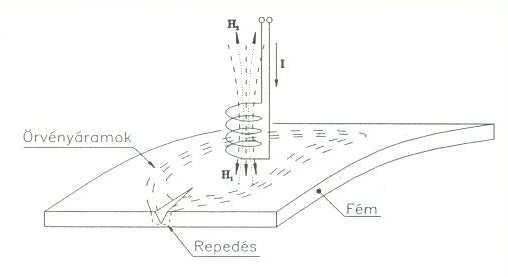 H₂
I
Örvényáramok
H₁
Fém
Repedés